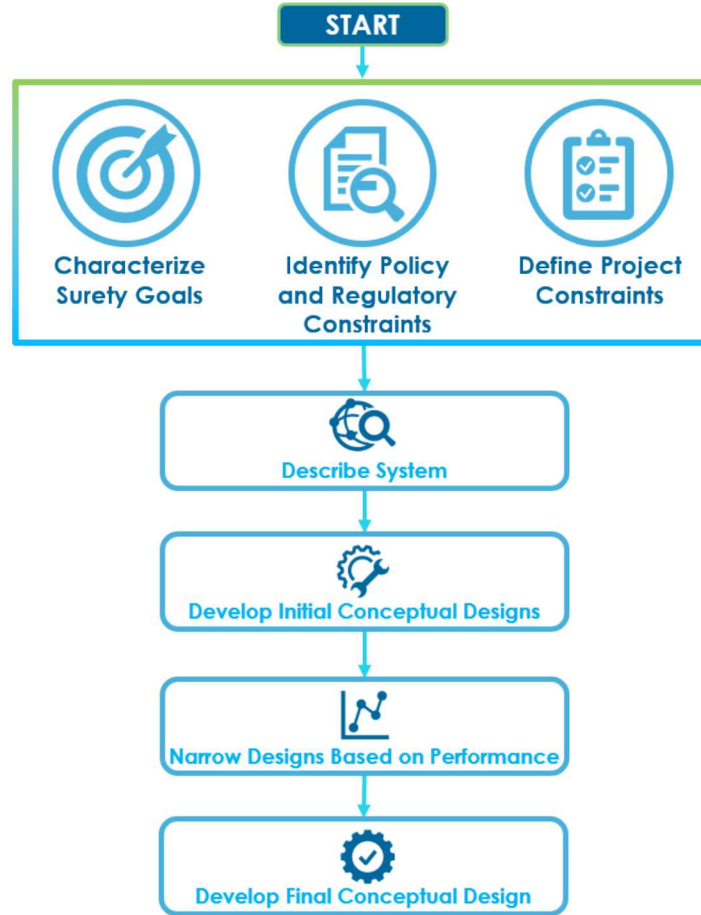 START
Characterize
Surety Goals
Identify Policy
and Regulatory
Constraints
Define Project
Constraints
Describe System
Develop Initial Conceptual Designs
Narrow Designs Based on Performance
Develop Final Conceptual Design